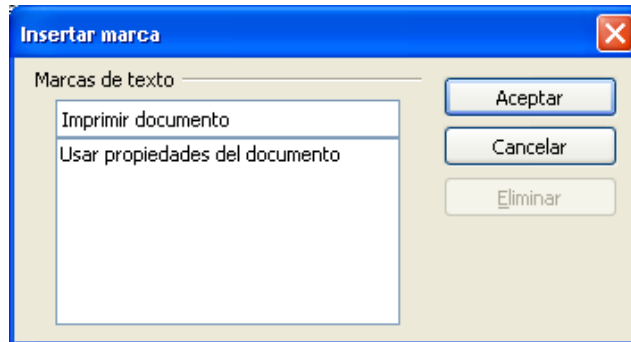 Insertar marca
Marcas de texto
Imprimir documento
Usar propiedades del documento
Aceptar
Cancelar
Eliminar